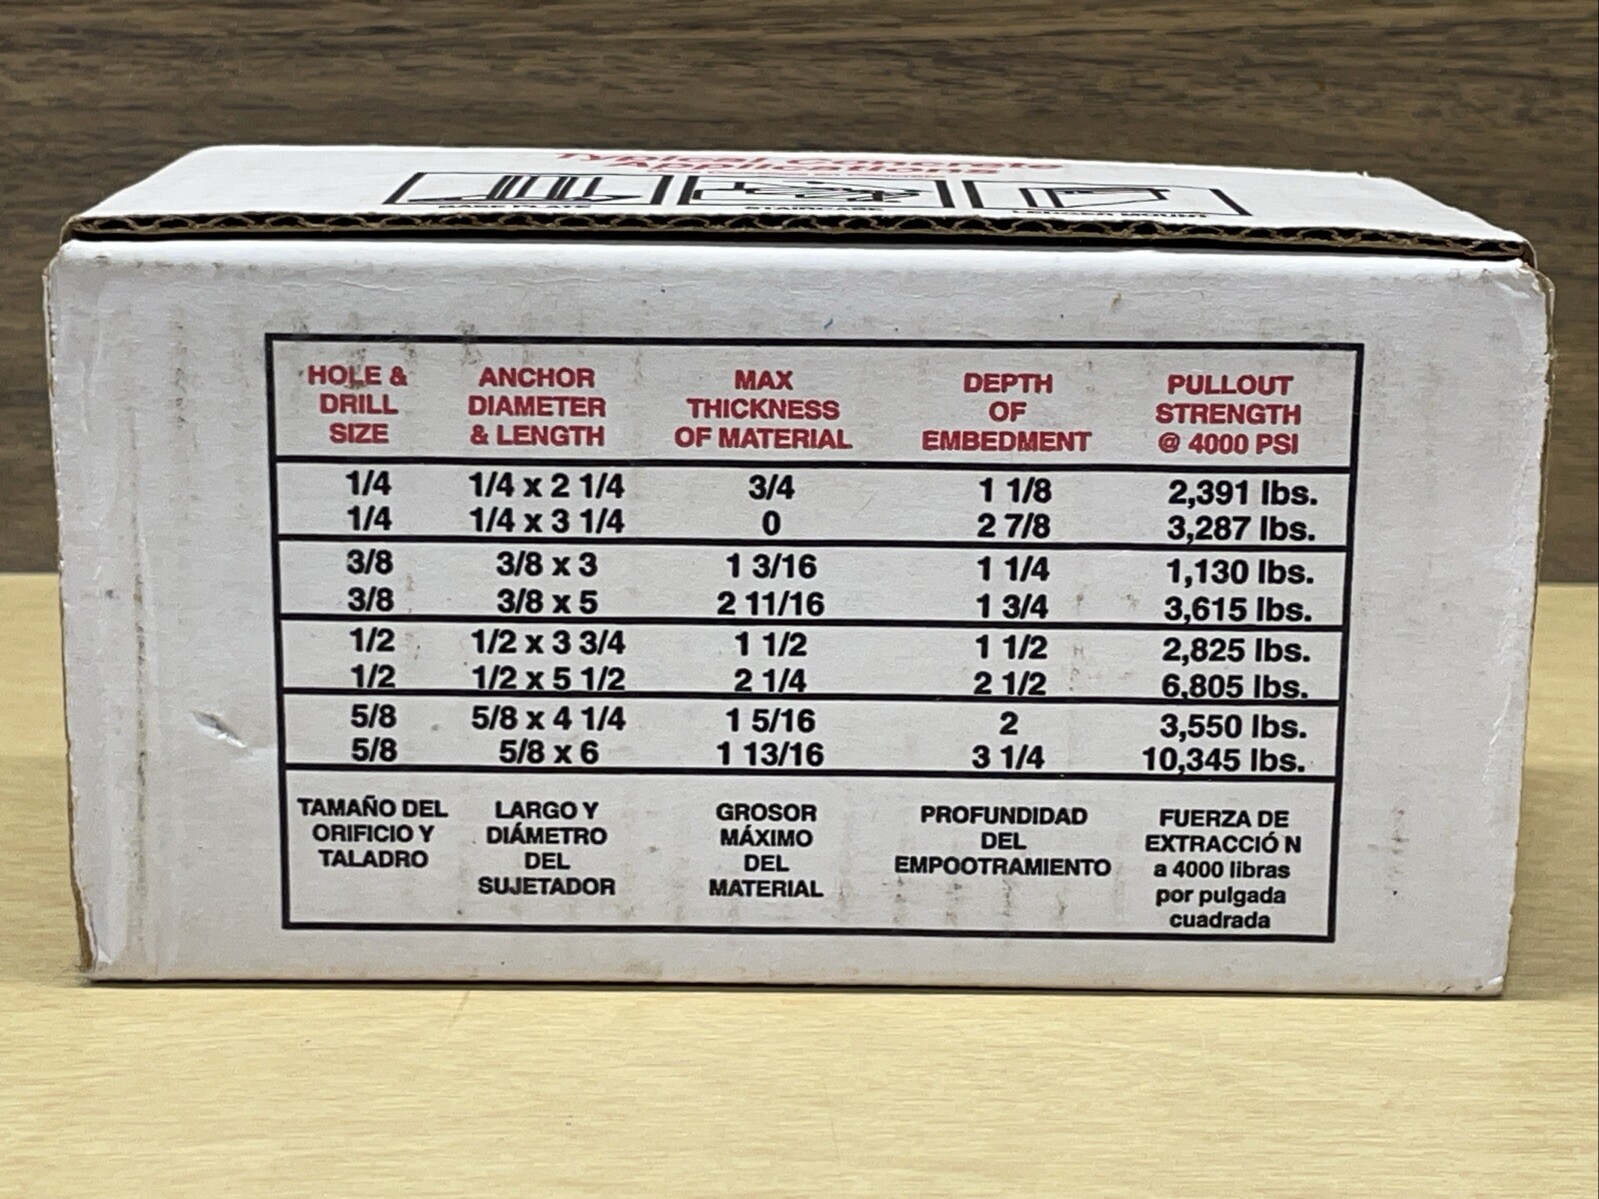 Typical Concrete
Applications
BASE PLATE
STAIRCASE
LEDGER MOUNT
HOLE & DRILL SIZE ANCHOR DIAMETER & LENGTH MAX THICKNESS OF MATERIAL DEPTH OF EMBEDMENT PULLOUT STRENGTH @ 4000 PSI
1/4 1/4 x 2 1/4 3/4 1 1/8 2,391 lbs.
1/4 1/4 x 3 1/4 0 2 7/8 3,287 lbs.
3/8 3/8 x 3 1 3/16 1 1/4 1,130 lbs.
3/8 3/8 x 5 2 11/16 1 3/4 3,615 lbs.
1/2 1/2 x 3 3/4 1 1/2 1 1/2 2,825 lbs.
1/2 1/2 x 5 1/2 2 1/4 2 1/2 6,805 lbs.
5/8 5/8 x 4 1/4 1 5/16 2 3,550 lbs.
5/8 5/8 x 6 1 13/16 3 1/4 10,345 lbs.
TAMAÑO DEL ORIFICIO Y TALADRO LARGO Y DIÁMETRO DEL SUJETADOR GROSOR MÁXIMO DEL MATERIAL PROFUNDIDAD DEL EMPOOTRAMIENTO FUERZA DE EXTRACCIÓ N a 4000 libras por pulgada cuadrada